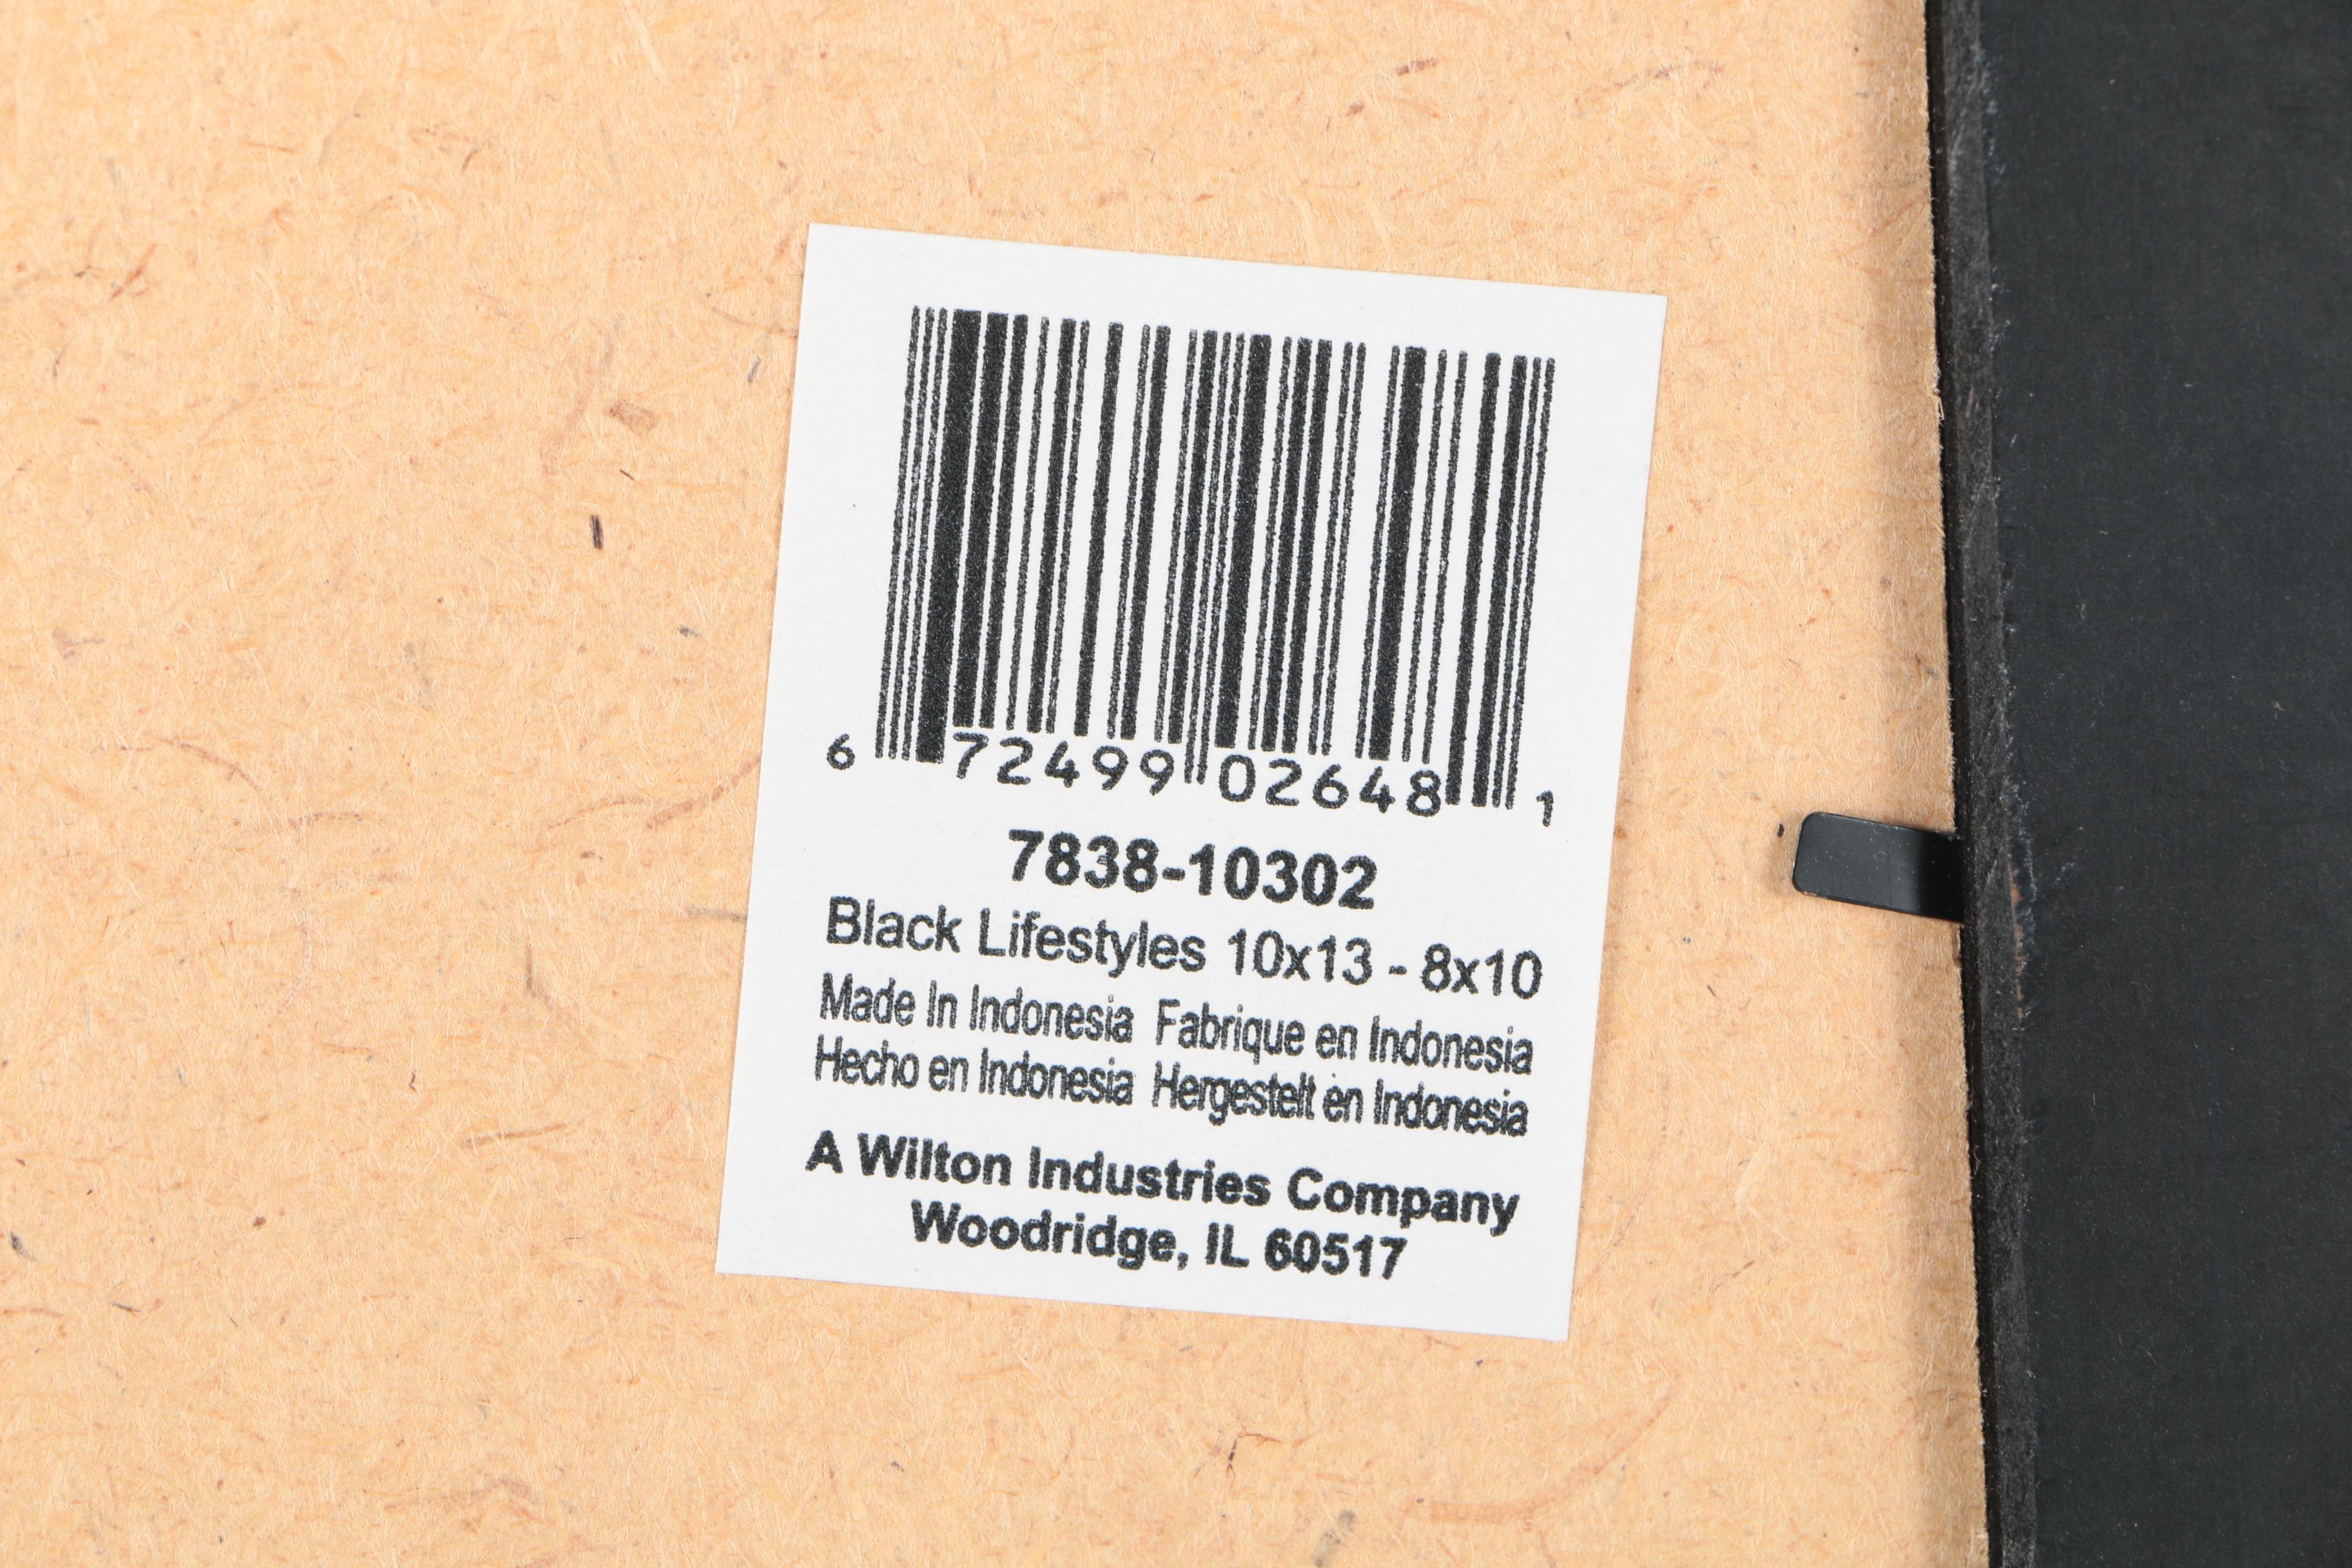 6 72499 02648 1
7838-10302
Black Lifestyles 10x13 - 8x10
Made In Indonesia Fabrique en Indonesia
Hecho en Indonesia Hergestelt en Indonesia
A Wilton Industries Company
Woodridge, IL 60517